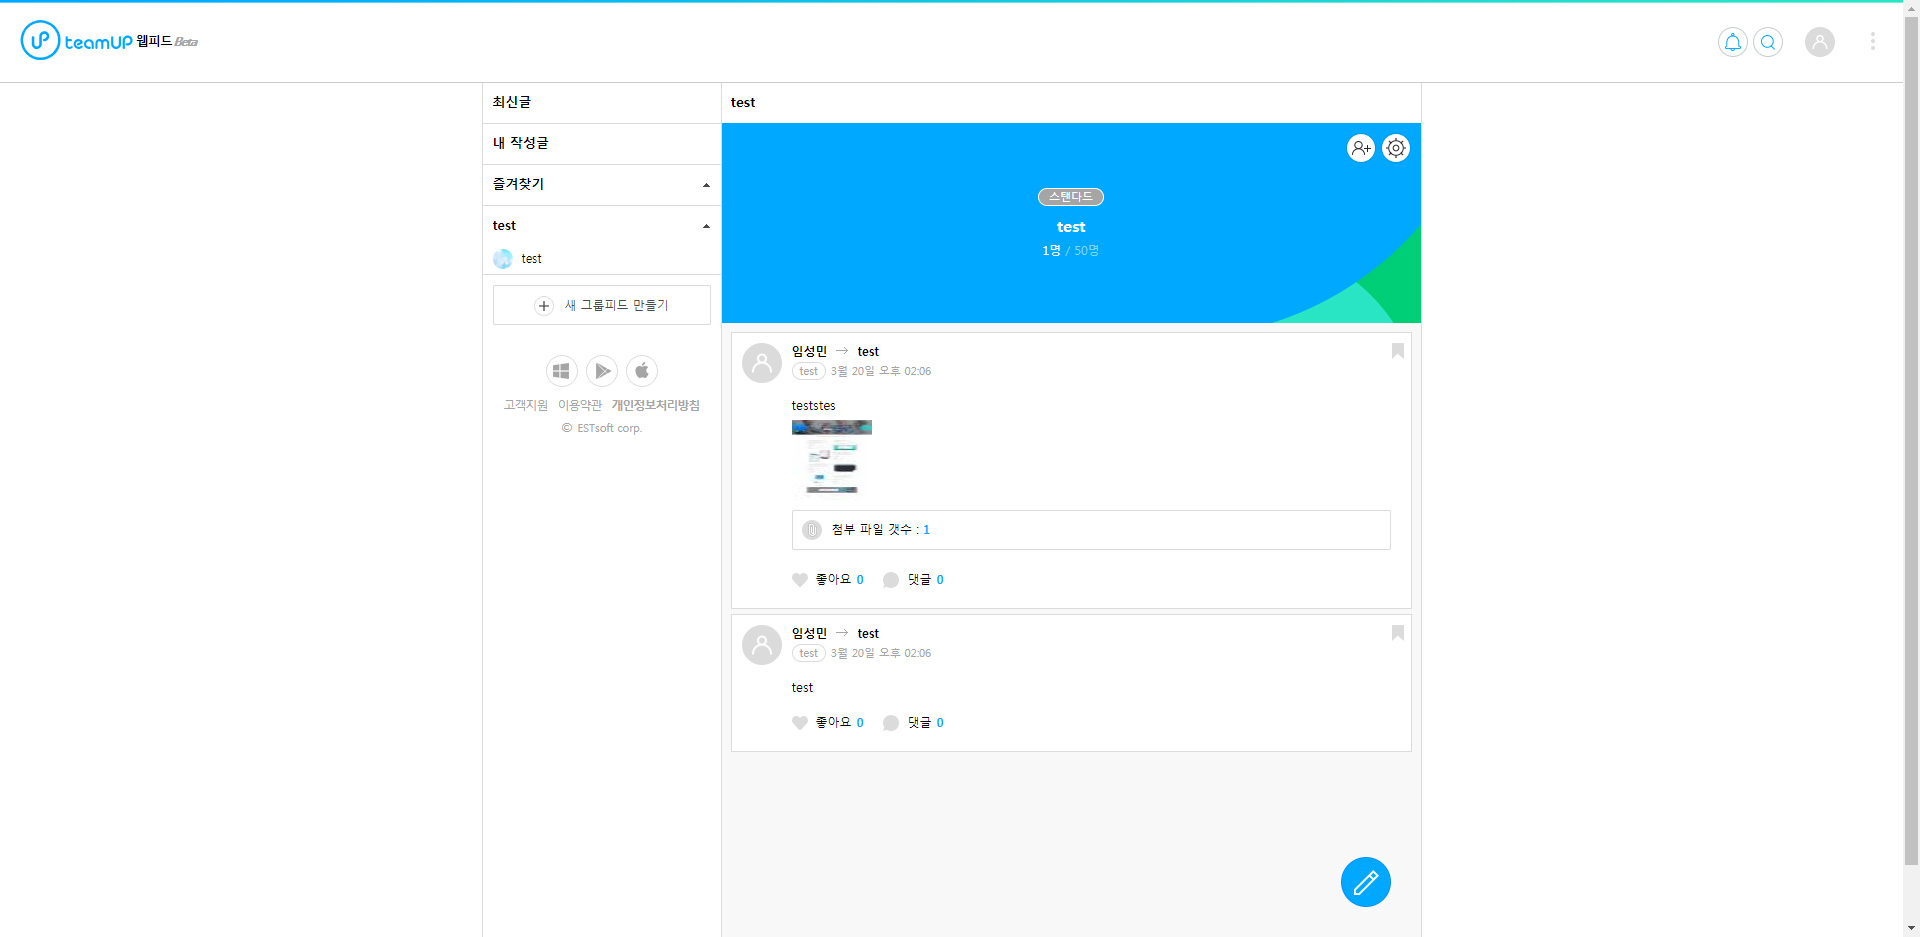 teamUP 웹피드 Beta
최신글
내 작성글
즐겨찾기
test
test
새 그룹피드 만들기
고객지원 이용약관 개인정보처리방침
© ESTsoft corp.
test
스탠다드
test
1명 / 50명
임성민 → test
test 3월 20일 오후 02:06
teststes
첨부 파일 갯수 : 1
좋아요 0 댓글 0
임성민 → test
test 3월 20일 오후 02:06
test
좋아요 0 댓글 0